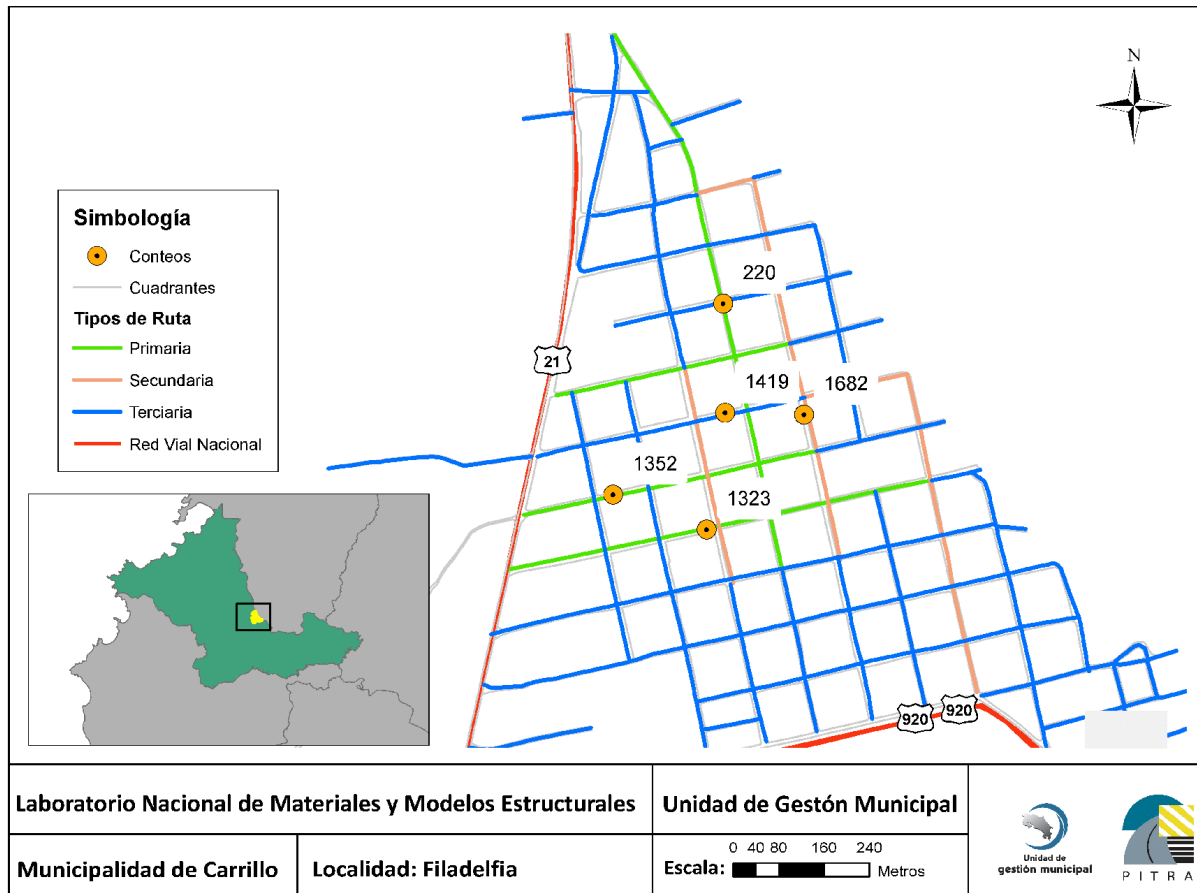 N
Simbología
Conteos
Cuadrantes
Tipos de Ruta
Primaria
Secundaria
Terciaria
Red Vial Nacional
220
21
1419
1682
1352
1323
920
920
Laboratorio Nacional de Materiales y Modelos Estructurales
Unidad de Gestión Municipal
Municipalidad de Carrillo
Localidad: Filadelfia
Escala:
0 40 80 160 240
Metros
Unidad de
gestión municipal
PITRA